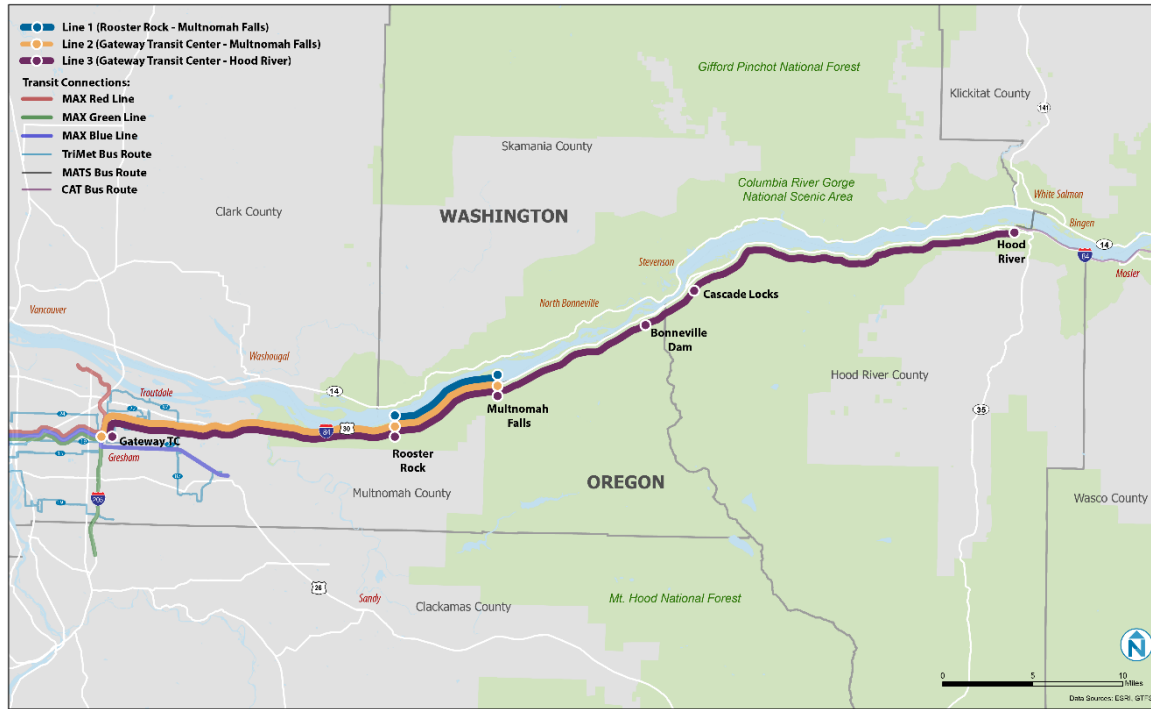 Line 1 (Rooster Rock - Multnomah Falls)
Line 2 (Gateway Transit Center - Multnomah Falls)
Line 3 (Gateway Transit Center - Hood River)
Transit Connections:
MAX Red Line
MAX Green Line
MAX Blue Line
TriMet Bus Route
MATS Bus Route
CAT Bus Route
Gifford Pinchot National Forest
Klickitat County
141
Skamania County
Columbia River Gorge
National Scenic Area
White Salmon
Clark County
WASHINGTON
Bingen
14
Hood
River
84
Mosier
Stevenson
Cascade Locks
North Bonneville
Vancouver
Bonneville
Dam
Washougal
Hood River County
14
Troutdale
Multnomah
Falls
35
30
84
Gateway TC
Gresham
Rooster
Rock
OREGON
Multnomah County
205
Wasco County
26
Sandy
Clackamas County
Mt. Hood National Forest
N
0 5 10
Miles
Data Sources: ESRI, GTFS